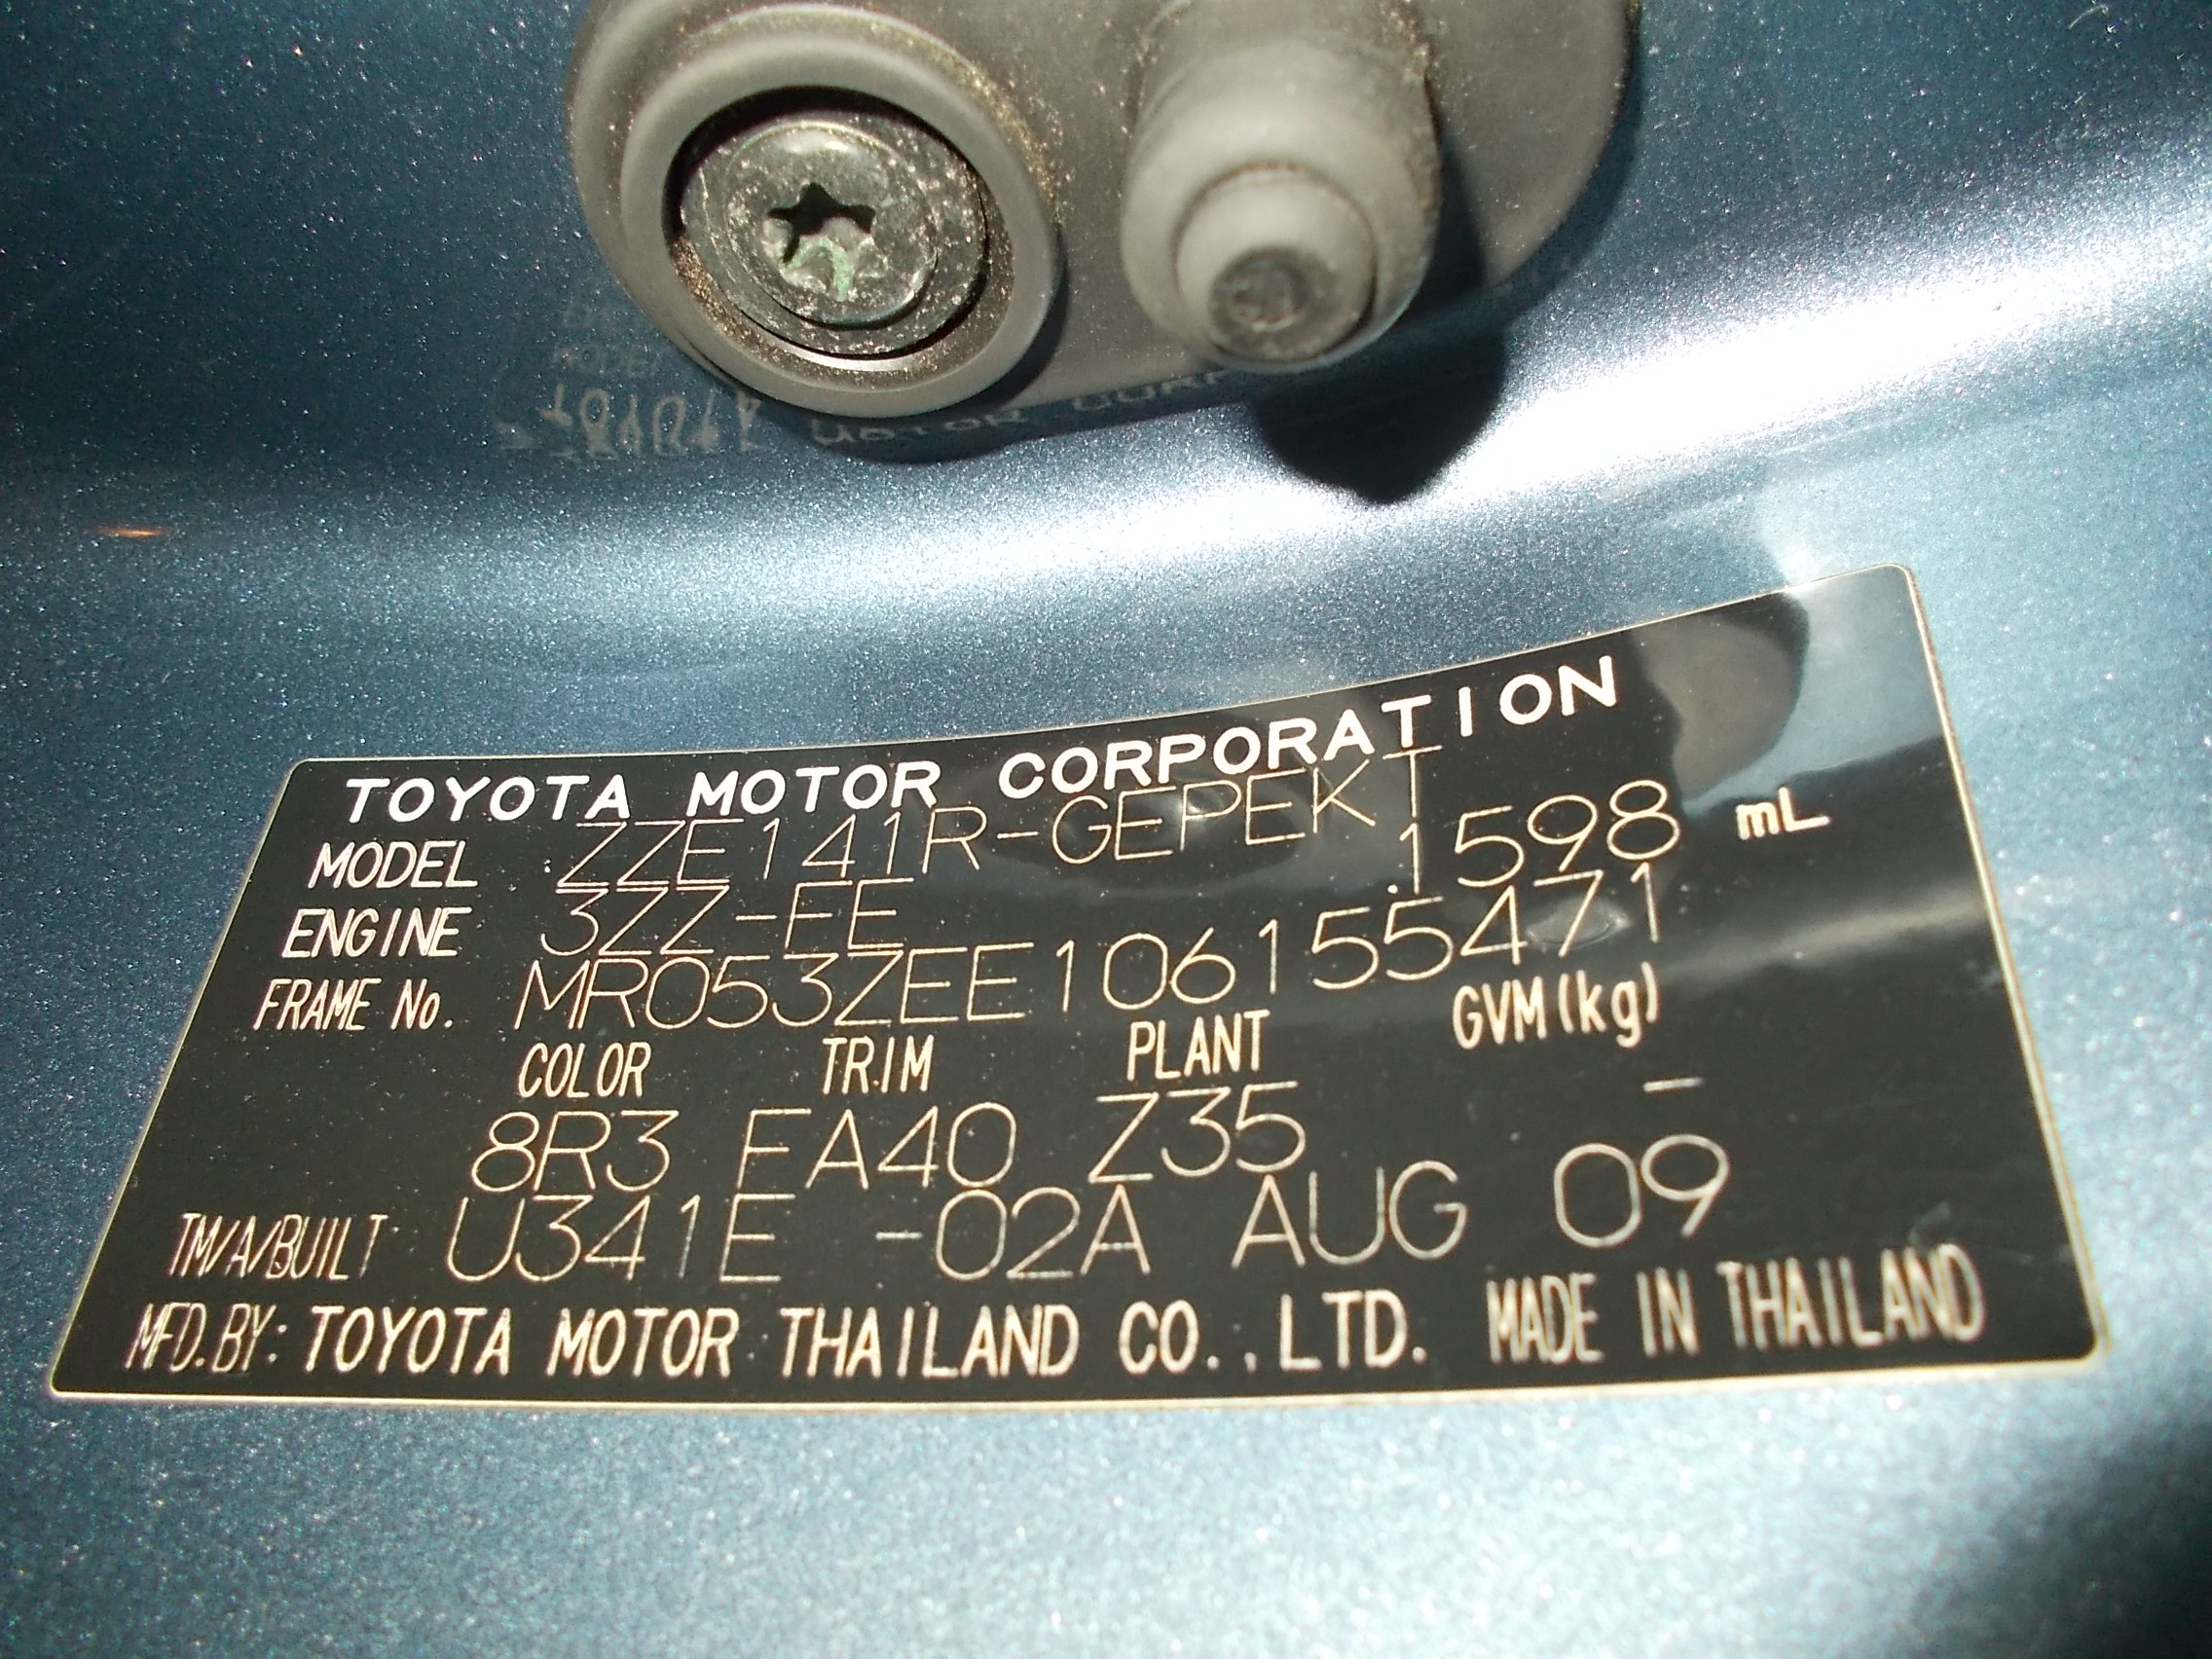 TOYOTA MOTOR CORPORATION
MODEL ZZE141R-GEPEKT
ENGINE 3ZZ-FE 1598 mL
FRAME No. MR053ZEE106155471
COLOR TRIM PLANT GVM(kg)
8R3 FA40 Z35 –
TM/A/BUILT U341E -02A AUG 09
MFD.BY: TOYOTA MOTOR THAILAND CO.,LTD. MADE IN THAILAND